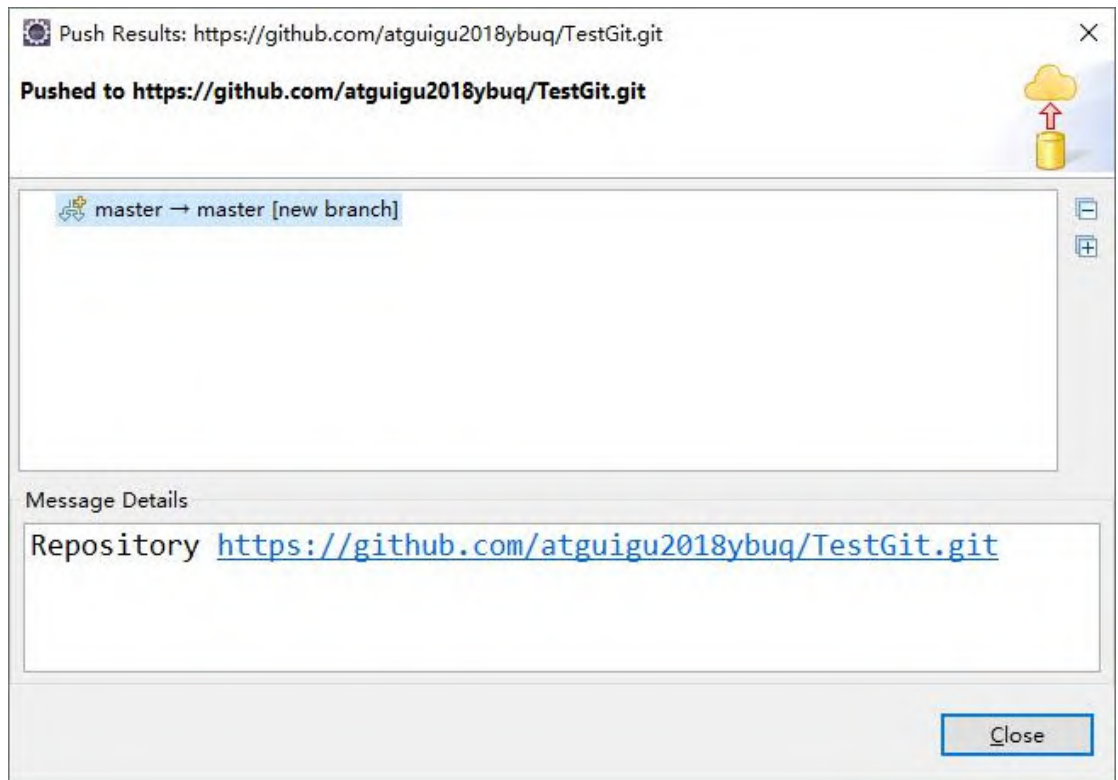 Push Results: https://github.com/atguigu2018ybuq/TestGit.git
Pushed to https://github.com/atguigu2018ybuq/TestGit.git
master → master [new branch]
Message Details
Repository https://github.com/atguigu2018ybuq/TestGit.git
Close